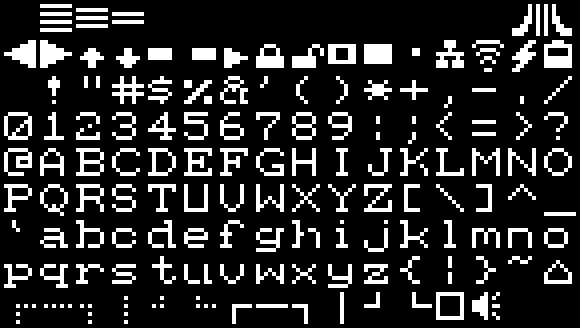 ! " # $ % & ' ( ) * + , - . /
0 1 2 3 4 5 6 7 8 9 : ; < = > ?
@ A B C D E F G H I J K L M N O
P Q R S T U V W X Y Z [ \ ] ^ _
` a b c d e f g h i j k l m n o
p q r s t u v w x y z { ¦ } ~ ⌂